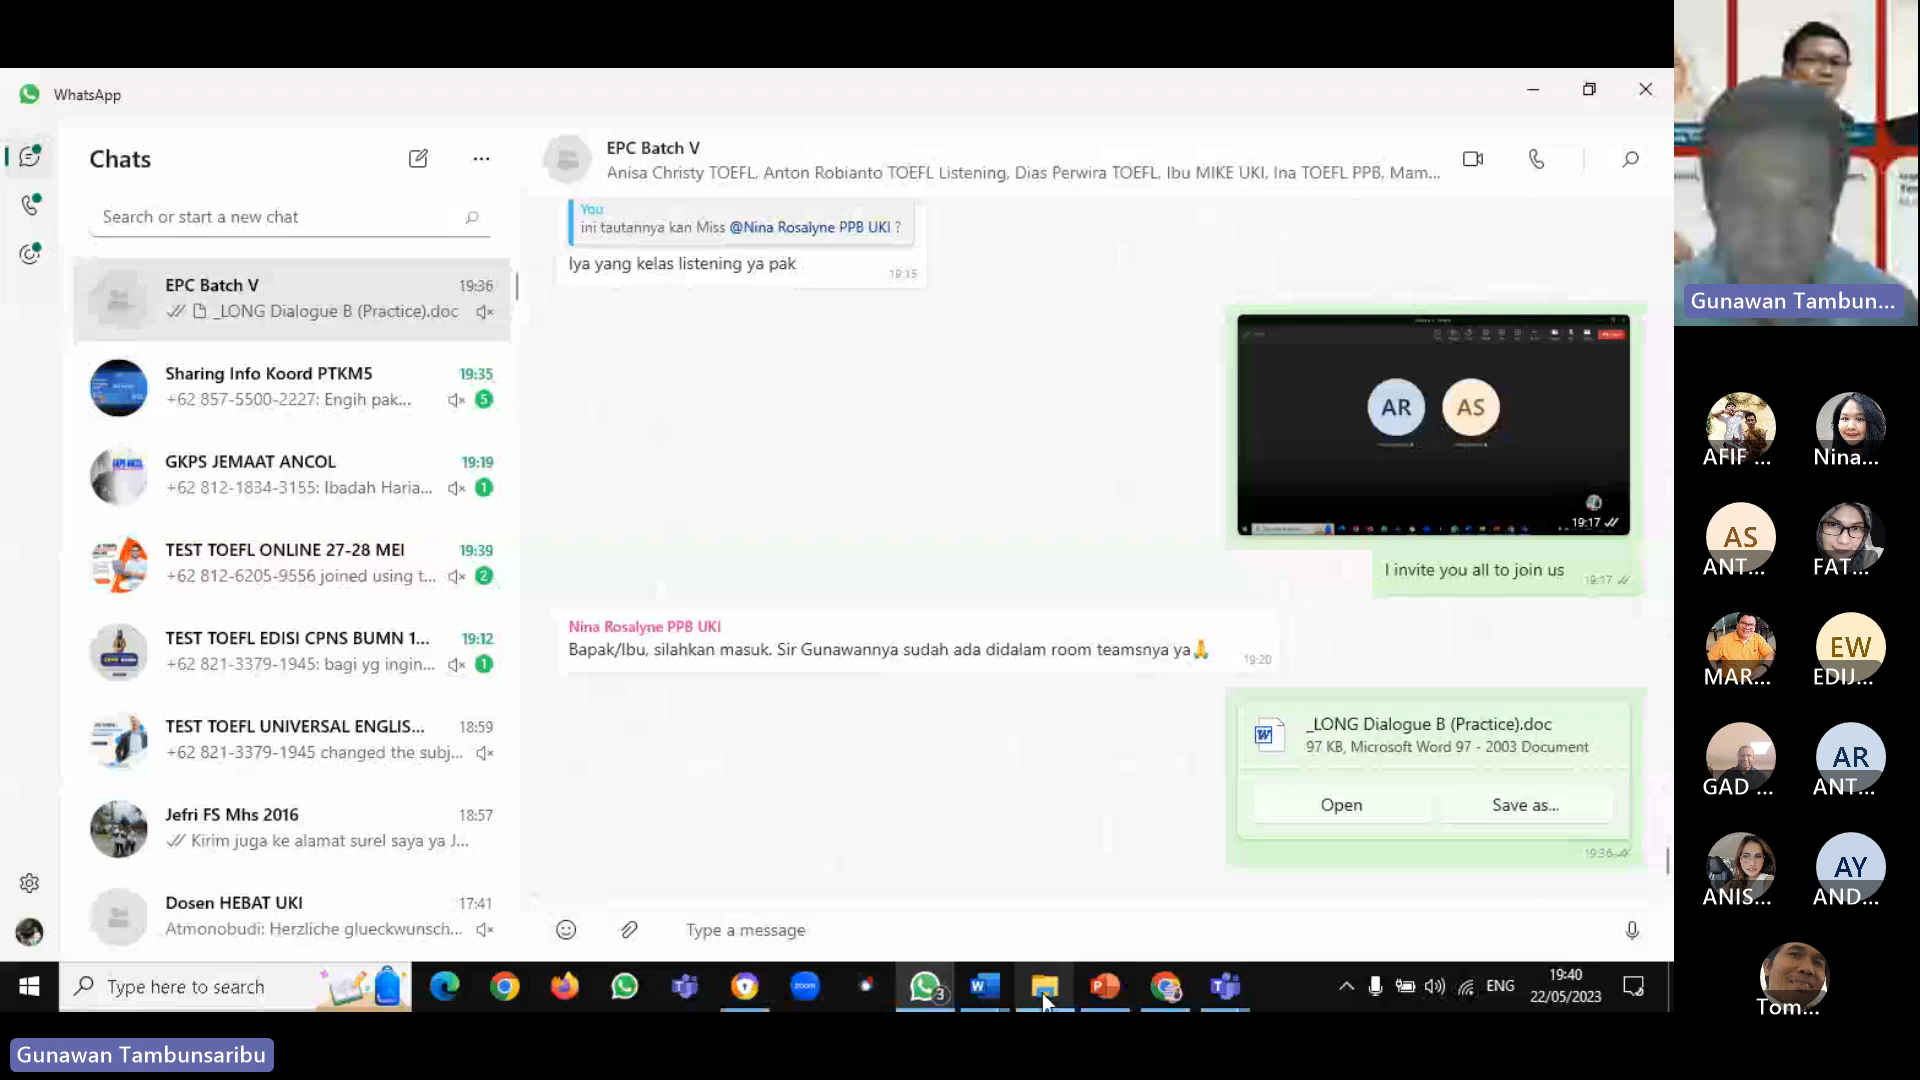 WhatsApp
Chats
Search or start a new chat
EPC Batch V
19:36
_LONG Dialogue B (Practice).doc
Sharing Info Koord PTKM5
19:35
+62 857-5500-2227: Engih pak...
5
GKPS JEMAAT ANCOL
19:19
+62 812-1834-3155: Ibadah Haria...
1
TEST TOEFL ONLINE 27-28 MEI
19:39
+62 812-6205-9556 joined using t...
2
TEST TOEFL EDISI CPNS BUMN 1...
19:12
+62 821-3379-1945: bagi yg ingin...
1
TEST TOEFL UNIVERSAL ENGLIS...
18:59
+62 821-3379-1945 changed the subj...
Jefri FS Mhs 2016
18:57
Kirim juga ke alamat surel saya ya J...
Dosen HEBAT UKI
17:41
Atmonobudi: Herzliche glueckwunsch...
EPC Batch V
Anisa Christy TOEFL, Anton Robianto TOEFL Listening, Dias Perwira TOEFL, Ibu MIKE UKI, Ina TOEFL PPB, Mam...
You
ini tautannya kan Miss @Nina Rosalyne PPB UKI ?
Iya yang kelas listening ya pak
19:15
AR
AS
19:17
I invite you all to join us
19:17
Nina Rosalyne PPB UKI
Bapak/Ibu, silahkan masuk. Sir Gunawannya sudah ada didalam room teamsnya ya🙏
19:20
_LONG Dialogue B (Practice).doc
97 KB, Microsoft Word 97 - 2003 Document
Open
Save as...
19:36
Type a message
Type here to search
zoom
3
ENG
19:40
22/05/2023
Gunawan Tambun...
AFIF ...
Nina...
AS
ANT...
FAT...
MAR...
EW
EDIJ...
GAD ...
AR
ANT...
ANIS...
AY
AND...
Tom...
Gunawan Tambunsaribu